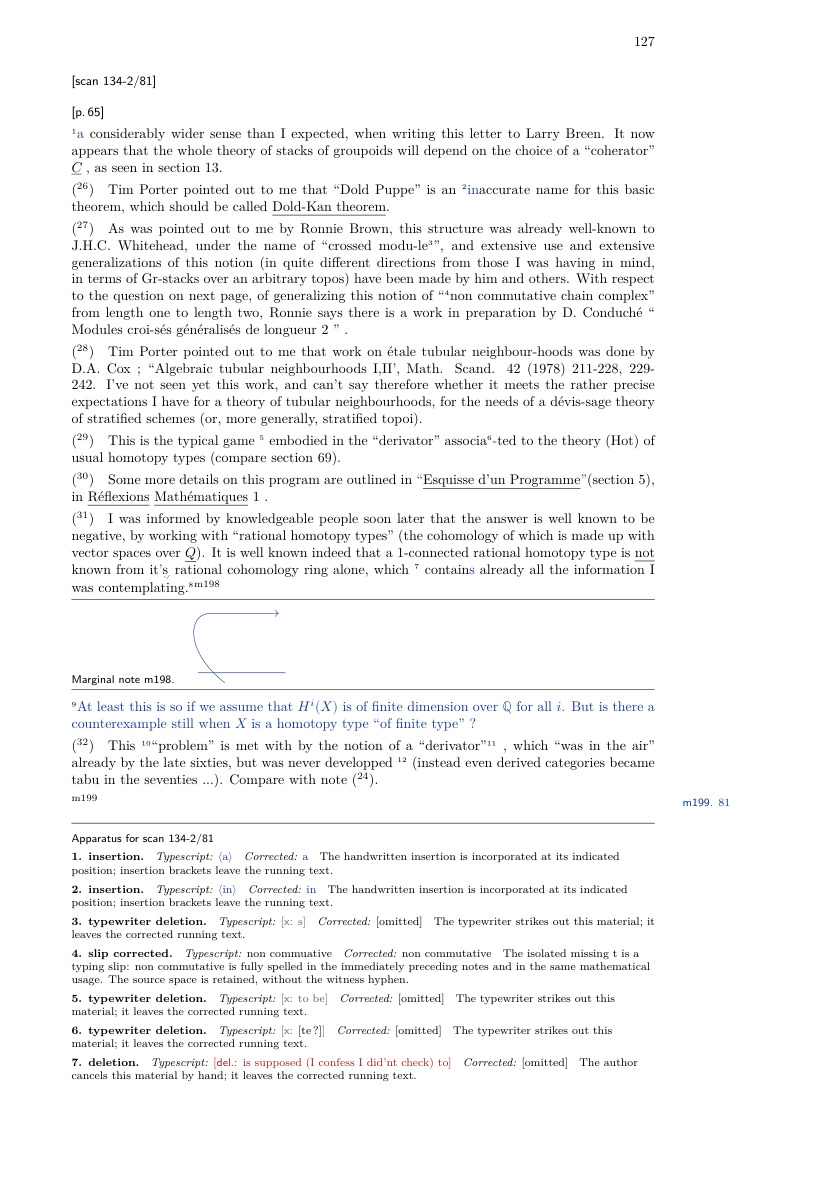 127
[scan 134-2/81]
[p. 65]
¹a considerably wider sense than I expected, when writing this letter to Larry Breen. It now
appears that the whole theory of stacks of groupoids will depend on the choice of a “coherator”
C , as seen in section 13.
(²⁶) Tim Porter pointed out to me that “Dold Puppe” is an ²inaccurate name for this basic
theorem, which should be called Dold-Kan theorem.
(²⁷) As was pointed out to me by Ronnie Brown, this structure was already well-known to
J.H.C. Whitehead, under the name of “crossed modu-le³”, and extensive use and extensive
generalizations of this notion (in quite different directions from those I was having in mind,
in terms of Gr-stacks over an arbitrary topos) have been made by him and others. With respect
to the question on next page, of generalizing this notion of “⁴non commutative chain complex”
from length one to length two, Ronnie says there is a work in preparation by D. Conduché “
Modules croi-sés généralisés de longueur 2 ” .
(²⁸) Tim Porter pointed out to me that work on étale tubular neighbour-hoods was done by
D.A. Cox ; “Algebraic tubular neighbourhoods I,II’, Math. Scand. 42 (1978) 211-228, 229-
242. I’ve not seen yet this work, and can’t say therefore whether it meets the rather precise
expectations I have for a theory of tubular neighbourhoods, for the needs of a dévis-sage theory
of stratified schemes (or, more generally, stratified topoi).
(²⁹) This is the typical game ⁵ embodied in the “derivator” associa⁶-ted to the theory (Hot) of
usual homotopy types (compare section 69).
(³⁰) Some more details on this program are outlined in “Esquisse d’un Programme”(section 5),
in Réflexions Mathématiques 1 .
(³¹) I was informed by knowledgeable people soon later that the answer is well known to be
negative, by working with “rational homotopy types” (the cohomology of which is made up with
vector spaces over Q). It is well known indeed that a 1-connected rational homotopy type is not
known from it’s rational cohomology ring alone, which ⁷ contains already all the information I
was contemplating.⁸ᵐ¹⁹⁸
Marginal note m198.
⁹At least this is so if we assume that Hⁱ(X) is of finite dimension over ℚ for all i. But is there a
counterexample still when X is a homotopy type “of finite type” ?
(³²) This ¹⁰“problem” is met with by the notion of a “derivator”¹¹ , which “was in the air”
already by the late sixties, but was never developped ¹² (instead even derived categories became
tabu in the seventies ...). Compare with note (²⁴).
m199
m199. 81
Apparatus for scan 134-2/81
1. insertion. Typescript: ⟨a⟩ Corrected: a The handwritten insertion is incorporated at its indicated
position; insertion brackets leave the running text.
2. insertion. Typescript: ⟨in⟩ Corrected: in The handwritten insertion is incorporated at its indicated
position; insertion brackets leave the running text.
3. typewriter deletion. Typescript: [x: s] Corrected: [omitted] The typewriter strikes out this material; it
leaves the corrected running text.
4. slip corrected. Typescript: non commuative Corrected: non commutative The isolated missing t is a
typing slip: non commutative is fully spelled in the immediately preceding notes and in the same mathematical
usage. The source space is retained, without the witness hyphen.
5. typewriter deletion. Typescript: [x: to be] Corrected: [omitted] The typewriter strikes out this
material; it leaves the corrected running text.
6. typewriter deletion. Typescript: [x: [te?]] Corrected: [omitted] The typewriter strikes out this
material; it leaves the corrected running text.
7. deletion. Typescript: [del.: is supposed (I confess I did’nt check) to] Corrected: [omitted] The author
cancels this material by hand; it leaves the corrected running text.